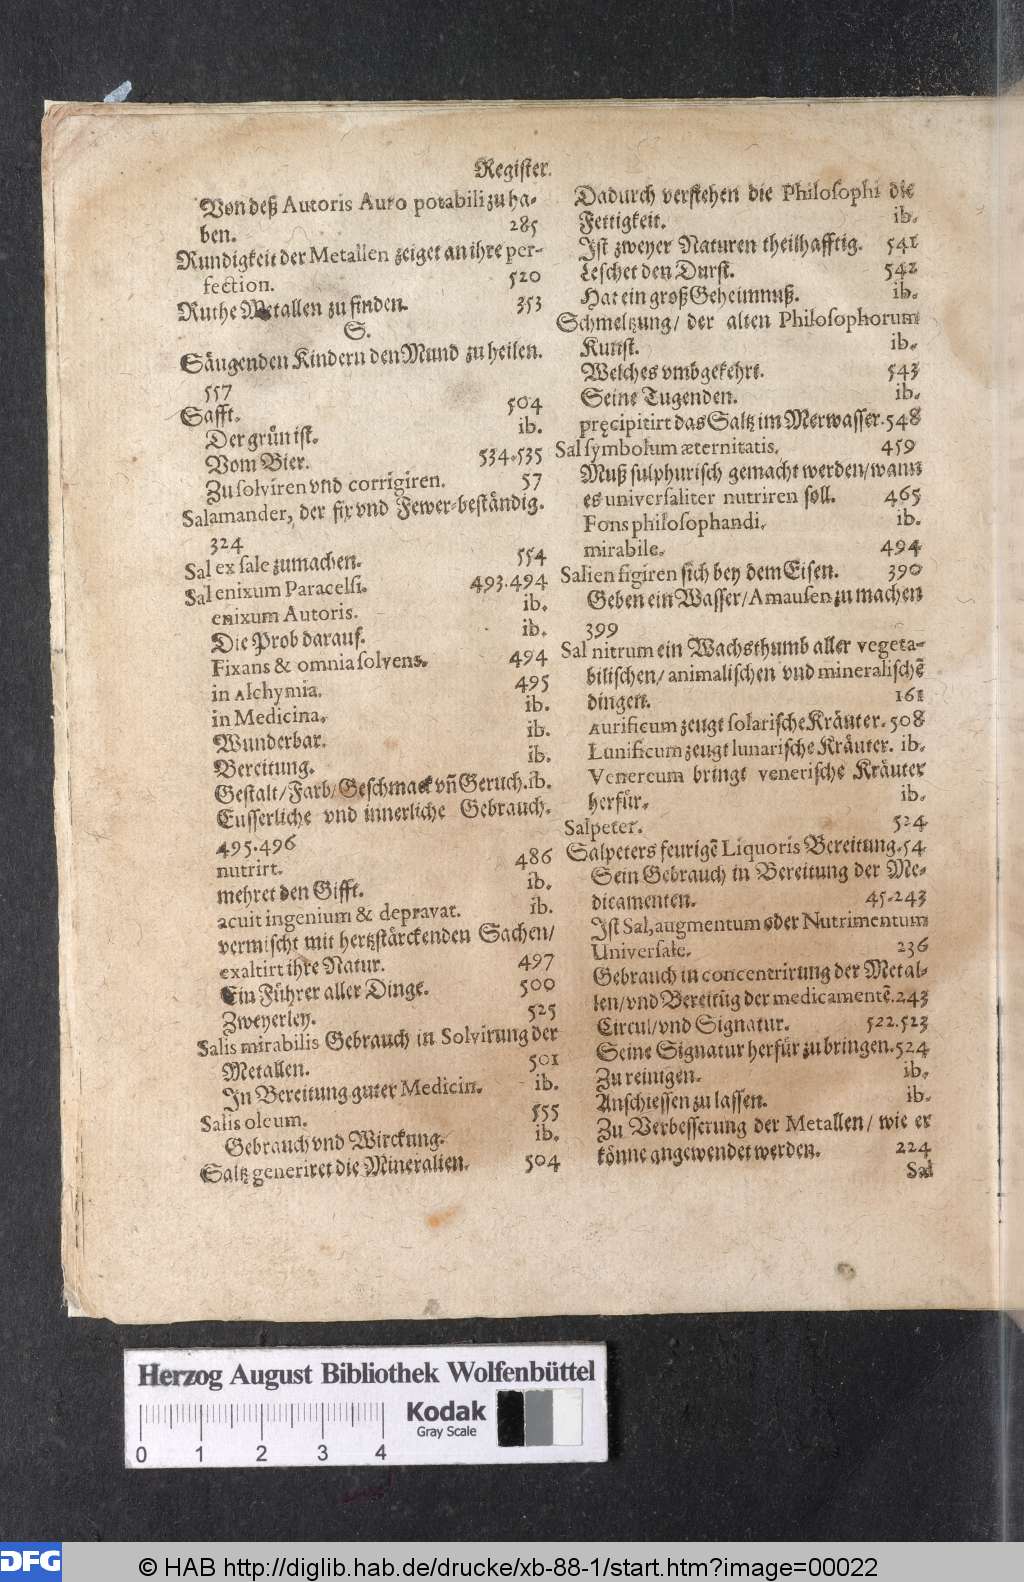 Register.
Von deß Autoris Auro potabili zu ha-
ben. 285
Rundigkeit der Metallen zeiget an ihre per-
fection. 520
Ruthe Metallen zu finden. 353
S.
Säugenden Kindern den Mund zu heilen.
557
Safft. 504
Der grün ist. ib.
Vom Bier. 534.535
Zu solviren vnd corrigiren. 57
Salamander, der fix vnd Fewer-beständig.
324
Sal ex sale zumachen. 554
Sal enixum Paracelsi. 493.494
enixum Autoris. ib.
Die Prob darauf. ib.
Fixans & omnia solvens. 494
in Alchymia. 495
in Medicina. ib.
Wunderbar. ib.
Bereitung. ib.
Gestalt/Farb/Geschmack vñ Geruch. ib.
Eusserliche vnd innerliche Gebrauch.
495.496
nutrirt. 486
mehret den Gifft. ib.
acuit ingenium & depravat. ib.
vermischt mit hertzstärckenden Sachen/
exaltirt ihre Natur. 497
Ein Führer aller Dinge. 500
Zweyerley. 525
Salis mirabilis Gebrauch in Solvirung der
Metallen. 501
In Bereitung guter Medicin. ib.
Salis oleum. 555
Gebrauch vnd Wirckung. ib.
Saltz generiret die Mineralien. 504
Dadurch verstehen die Philosophi die
Fettigkeit. ib.
Ist zweyer Naturen theilhafftig. 541
Leschet den Durst. 542
Hat ein groß Geheimnuß. ib.
Schmeltzung/ der alten Philosophorum
Kunst. ib.
Welches vmbgekehrt. 543
Seine Tugenden. ib.
pręcipitirt das Saltz im Merwasser. 548
Sal symbolum æternitatis. 459
Muß sulphurisch gemacht werden/wann
es universaliter nutriren soll. 465
Fons philosophandi. ib.
mirabile. 494
Salien figiren sich bey dem Eisen. 390
Geben ein Wasser/Amausen zu machen
399
Sal nitrum ein Wachsthumb aller vegeta-
bilischen/ animalischen vnd mineralischẽ
dingen. 161
Aurificum zeugt solarische Kräuter. 508
Lunificum zeugt lunarische Kräuter. ib.
Venereum bringt venerische Kräuter
herfür. ib.
Salpeter. 524
Salpeters feurigẽ Liquoris Bereitung. 54
Sein Gebrauch in Bereitung der Me-
dicamenten. 45.243
Ist Sal, augmentum oder Nutrimentum
Universale. 236
Gebrauch in concentrirung der Metal-
len/vnd Bereitũg der medicamentẽ. 243
Circul/vnd Signatur. 522.523
Seine Signatur herfür zu bringen. 524
Zu reinigen. ib.
Anschiessen zu lassen. ib.
Zu Verbesserung der Metallen/ wie er
könne angewendet werden. 224
Sal
Herzog August Bibliothek Wolfenbüttel
Kodak
Gray Scale
0 1 2 3 4
DFG
© HAB http://diglib.hab.de/drucke/xb-88-1/start.htm?image=00022